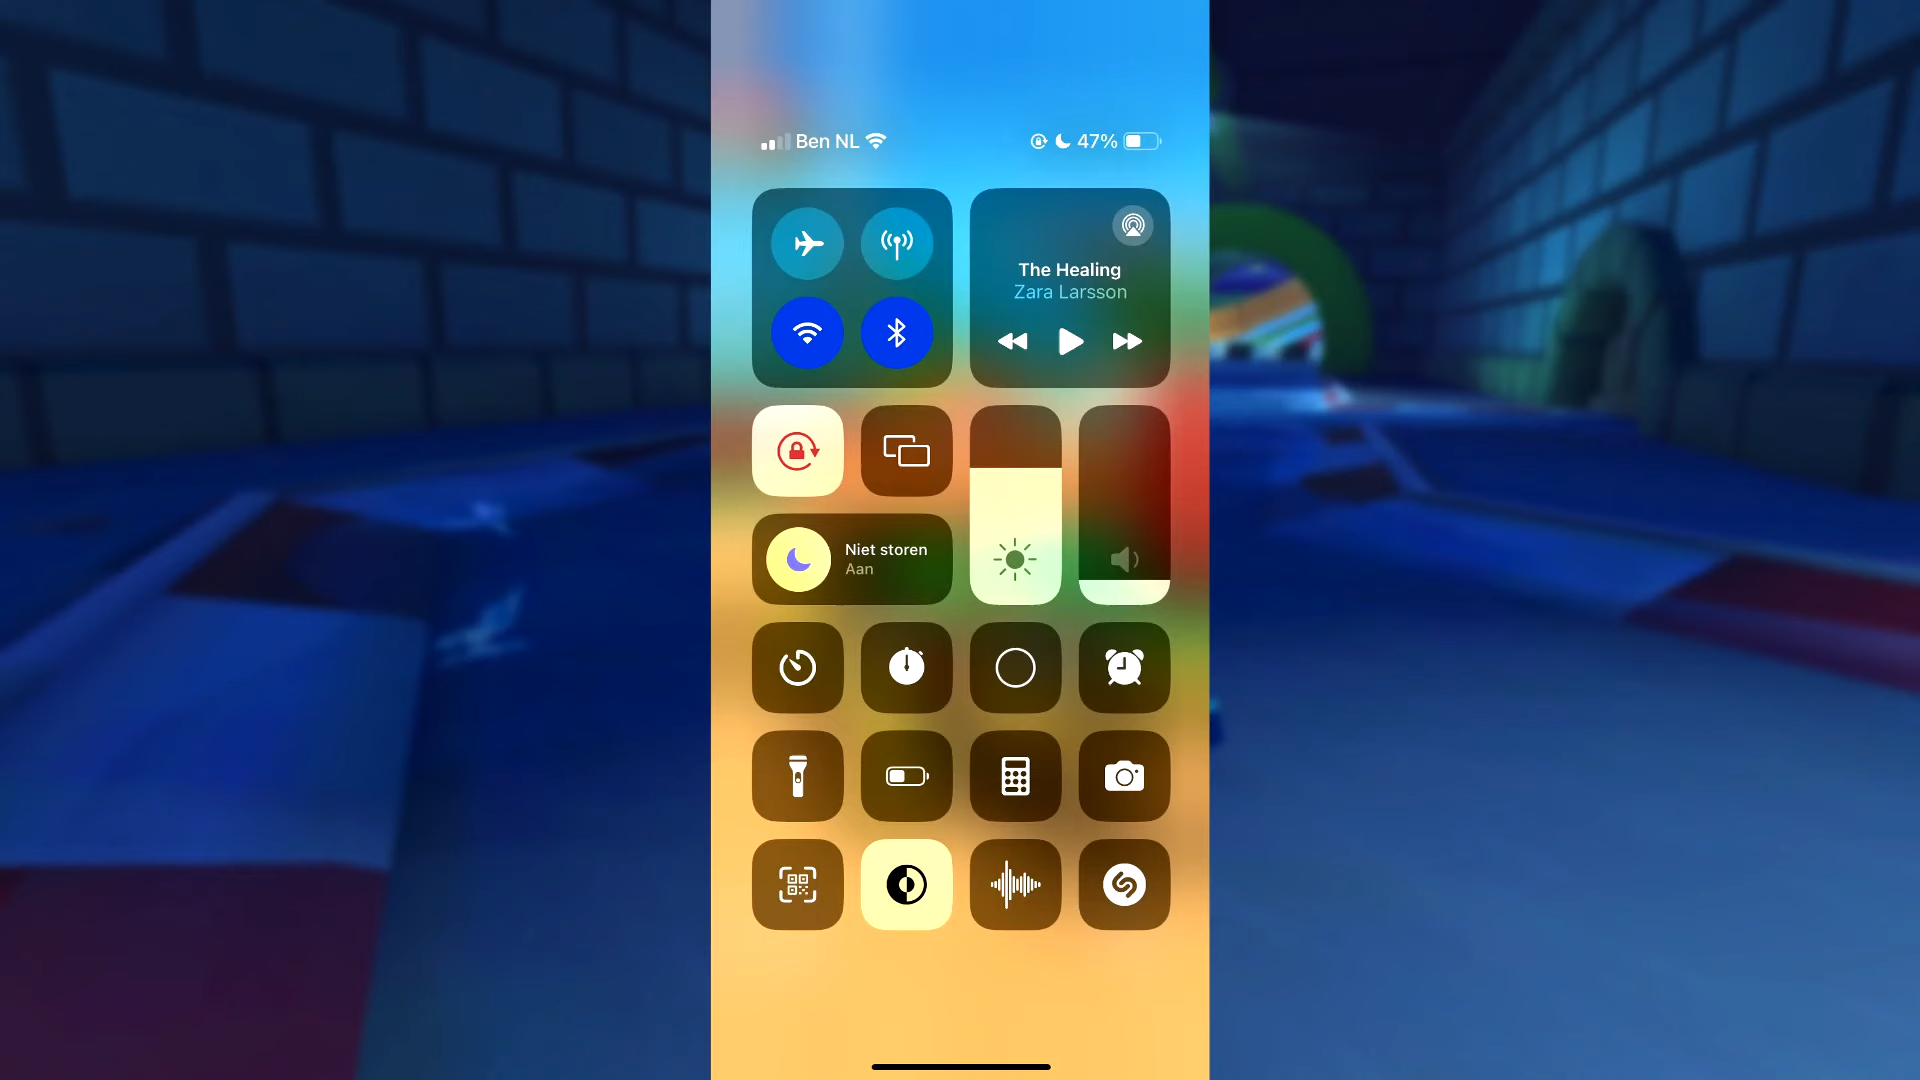 Ben NL
47%
The Healing
Zara Larsson
Niet storen
Aan